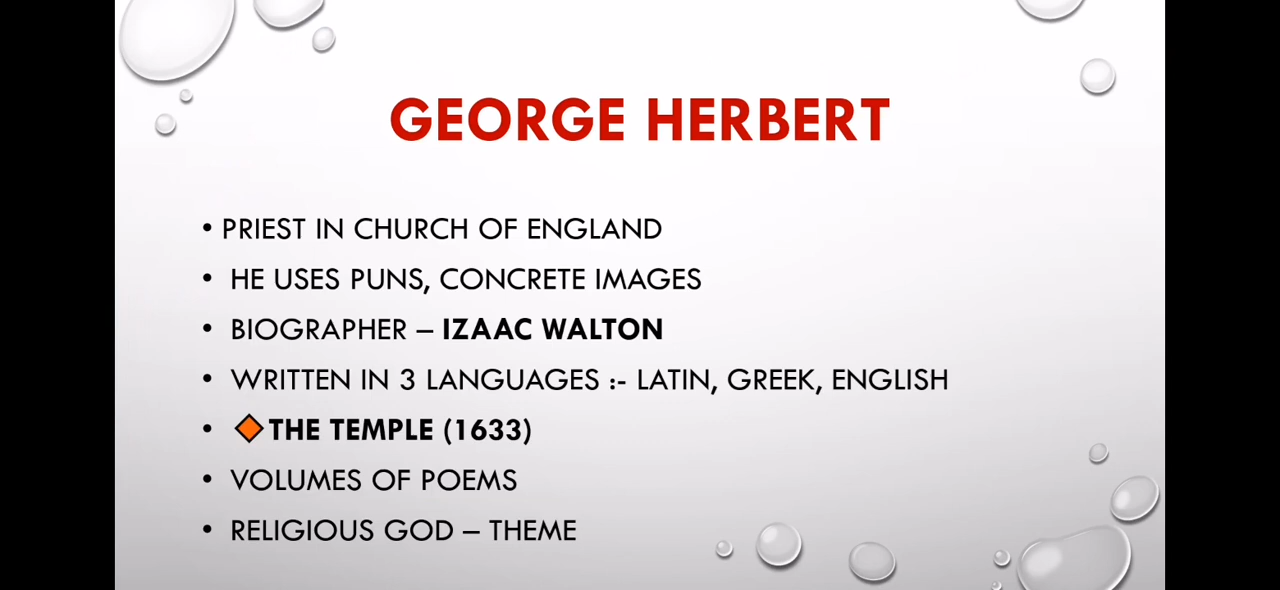 GEORGE HERBERT
• PRIEST IN CHURCH OF ENGLAND
• HE USES PUNS, CONCRETE IMAGES
• BIOGRAPHER – IZAAC WALTON
• WRITTEN IN 3 LANGUAGES :- LATIN, GREEK, ENGLISH
• 🔶THE TEMPLE (1633)
• VOLUMES OF POEMS
• RELIGIOUS GOD – THEME